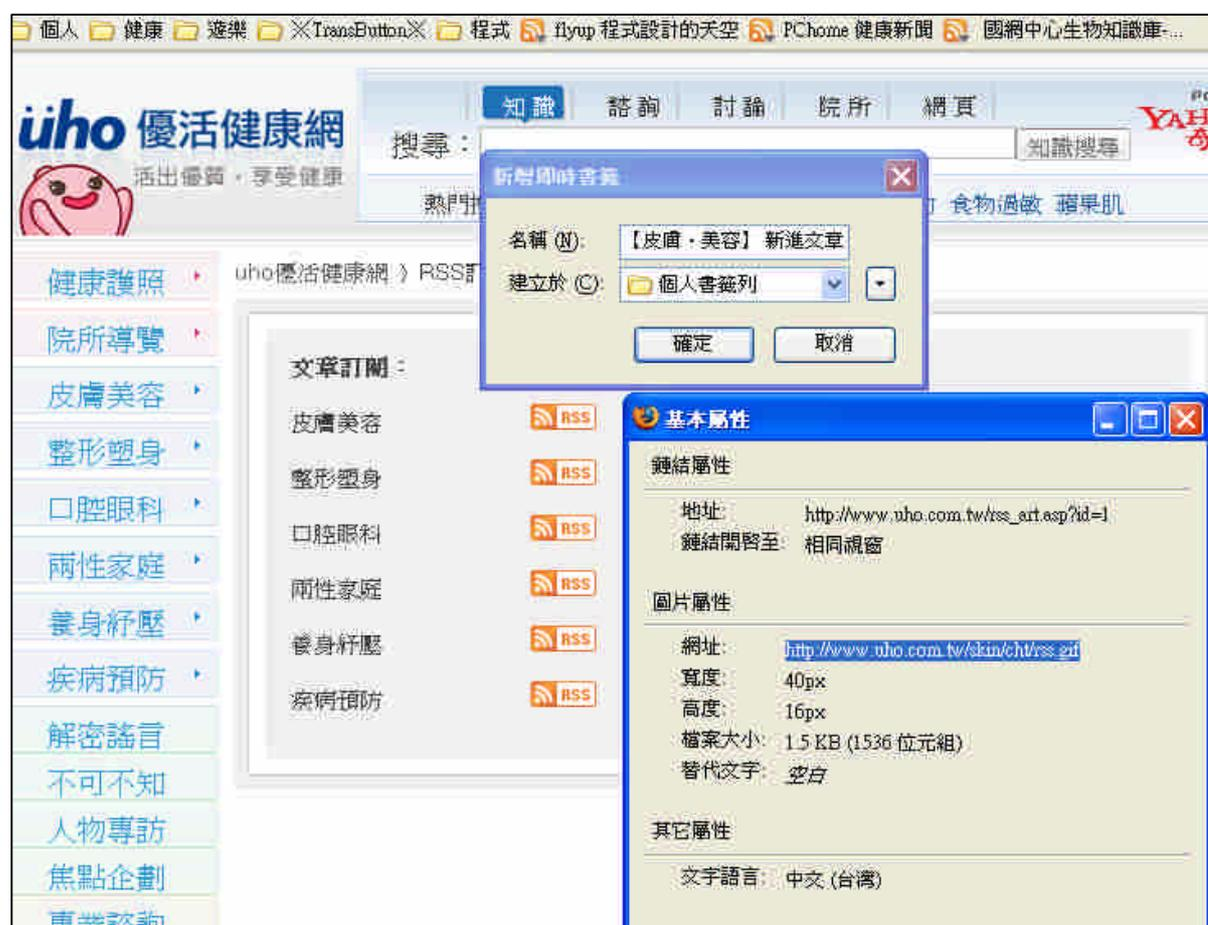 個人 健康 遊樂 ※TransButton※ 程式 flyup 程式設計的天空 PChome 健康新聞 國網中心生物知識庫-...
üho 優活健康網
活出優質・享受健康
知識 諮詢 討論 院所 網頁
搜尋：
知識搜尋
熱門
食物過敏 蘋果肌
新增即時書籤
名稱 (N): 【皮膚・美容】 新進文章
建立於 (C): 個人書籤列
確定 取消
uho優活健康網 》 RSS
健康護照
院所導覽
皮膚美容
整形塑身
口腔眼科
兩性家庭
養身紓壓
疾病預防
解密謠言
不可不知
人物專訪
焦點企劃
專業諮詢
文章訂閱：
皮膚美容 RSS
整形塑身 RSS
口腔眼科 RSS
兩性家庭 RSS
養身紓壓 RSS
疾病預防 RSS
基本屬性
鏈結屬性
地址: http://www.uho.com.tw/rss_art.asp?id=1
鏈結開啟至: 相同視窗
圖片屬性
網址: http://www.uho.com.tw/skin/cht/rss.gif
寬度: 40px
高度: 16px
檔案大小: 1.5 KB (1536 位元組)
替代文字: 空白
其它屬性
文字語言: 中文 (台灣)